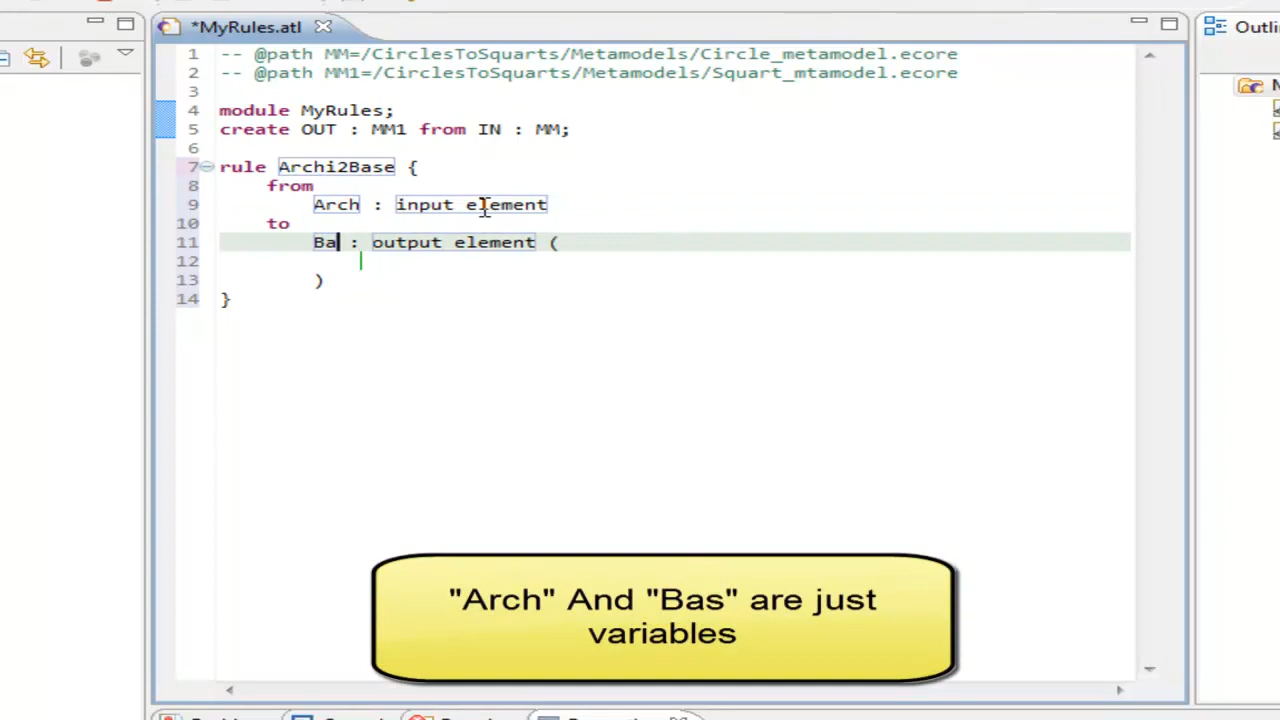 *MyRules.atl
Outli
1 -- @path MM=/CirclesToSquarts/Metamodels/Circle_metamodel.ecore
2 -- @path MM1=/CirclesToSquarts/Metamodels/Squart_mtamodel.ecore
3
4 module MyRules;
5 create OUT : MM1 from IN : MM;
6
7 rule Archi2Base {
8 from
9 Arch : input element
10 to
11 Ba : output element (
12
13 )
14 }
"Arch" And "Bas" are just
variables